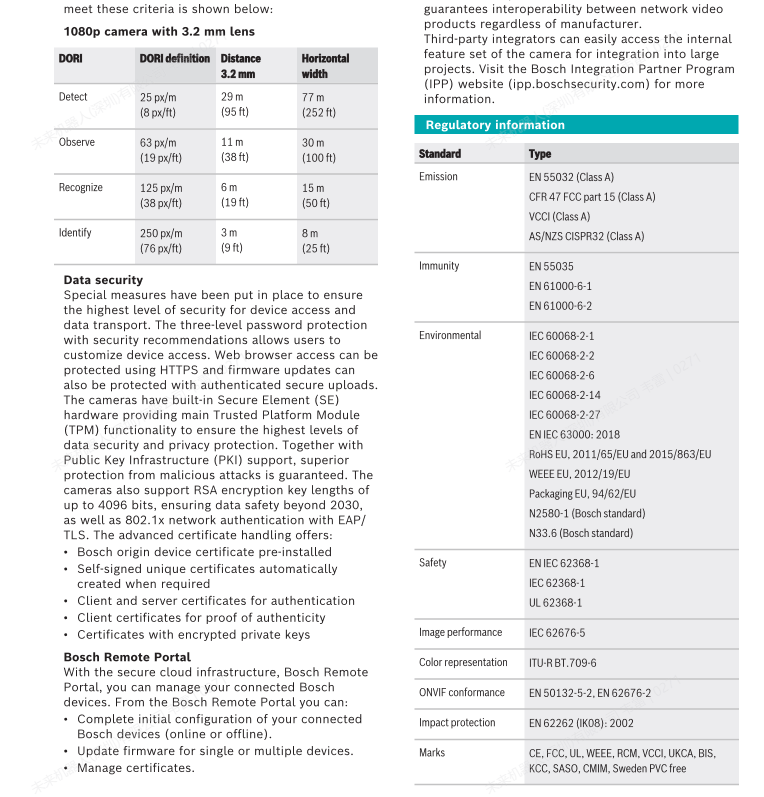 meet these criteria is shown below:
1080p camera with 3.2 mm lens
DORI DORI definition Distance 3.2 mm Horizontal width
Detect 25 px/m (8 px/ft) 29 m (95 ft) 77 m (252 ft)
Observe 63 px/m (19 px/ft) 11 m (38 ft) 30 m (100 ft)
Recognize 125 px/m (38 px/ft) 6 m (19 ft) 15 m (50 ft)
Identify 250 px/m (76 px/ft) 3 m (9 ft) 8 m (25 ft)
Data security
Special measures have been put in place to ensure
the highest level of security for device access and
data transport. The three-level password protection
with security recommendations allows users to
customize device access. Web browser access can be
protected using HTTPS and firmware updates can
also be protected with authenticated secure uploads.
The cameras have built-in Secure Element (SE)
hardware providing main Trusted Platform Module
(TPM) functionality to ensure the highest levels of
data security and privacy protection. Together with
Public Key Infrastructure (PKI) support, superior
protection from malicious attacks is guaranteed. The
cameras also support RSA encryption key lengths of
up to 4096 bits, ensuring data safety beyond 2030,
as well as 802.1x network authentication with EAP/
TLS. The advanced certificate handling offers:
• Bosch origin device certificate pre-installed
• Self-signed unique certificates automatically
created when required
• Client and server certificates for authentication
• Client certificates for proof of authenticity
• Certificates with encrypted private keys
Bosch Remote Portal
With the secure cloud infrastructure, Bosch Remote
Portal, you can manage your connected Bosch
devices. From the Bosch Remote Portal you can:
• Complete initial configuration of your connected
Bosch devices (online or offline).
• Update firmware for single or multiple devices.
• Manage certificates.
guarantees interoperability between network video
products regardless of manufacturer.
Third-party integrators can easily access the internal
feature set of the camera for integration into large
projects. Visit the Bosch Integration Partner Program
(IPP) website (ipp.boschsecurity.com) for more
information.
Regulatory information
Standard Type
Emission EN 55032 (Class A)
CFR 47 FCC part 15 (Class A)
VCCI (Class A)
AS/NZS CISPR32 (Class A)
Immunity EN 55035
EN 61000-6-1
EN 61000-6-2
Environmental IEC 60068-2-1
IEC 60068-2-2
IEC 60068-2-6
IEC 60068-2-14
IEC 60068-2-27
EN IEC 63000: 2018
RoHS EU, 2011/65/EU and 2015/863/EU
WEEE EU, 2012/19/EU
Packaging EU, 94/62/EU
N2580-1 (Bosch standard)
N33.6 (Bosch standard)
Safety EN IEC 62368-1
IEC 62368-1
UL 62368-1
Image performance IEC 62676-5
Color representation ITU-R BT.709-6
ONVIF conformance EN 50132-5-2, EN 62676-2
Impact protection EN 62262 (IK08): 2002
Marks CE, FCC, UL, WEEE, RCM, VCCI, UKCA, BIS,
KCC, SASO, CMIM, Sweden PVC free